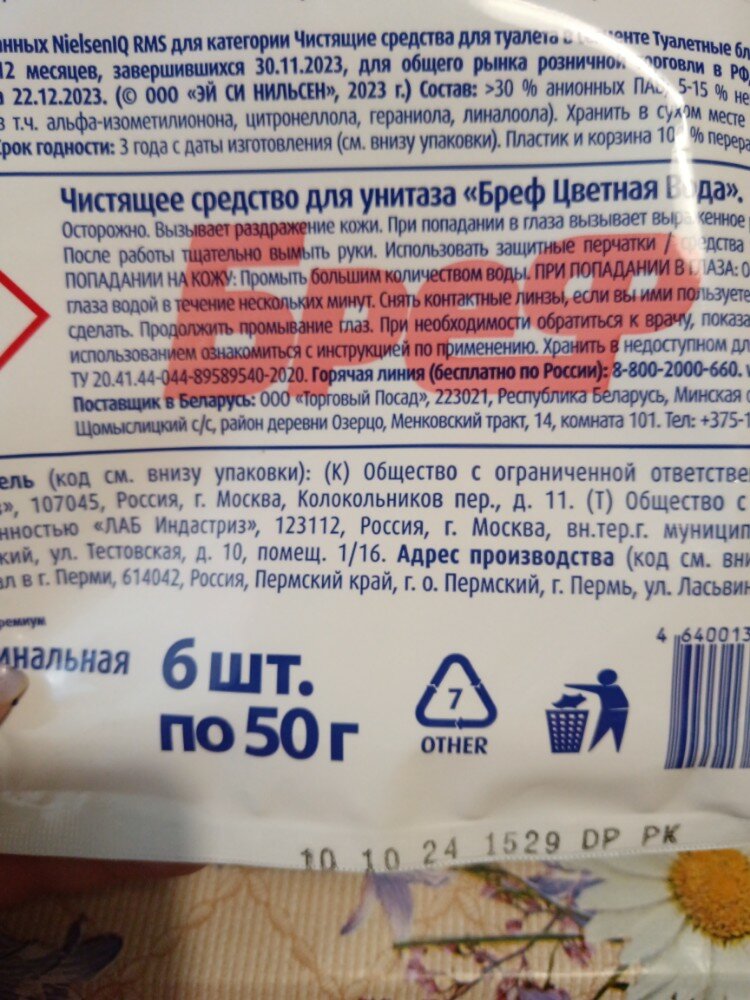 нных NielsenIQ RMS для категории Чистящие средства для туалета в сегменте Туалетные бл
12 месяцев, завершившихся 30.11.2023, для общего рынка розничной торговли в РФ
22.12.2023. (© ООО «ЭЙ СИ НИЛЬСЕН», 2023 г.) Состав: >30 % анионных ПАВ, 5-15 % не
в т.ч. альфа-изометилионона, цитронеллола, гераниола, линалоола). Хранить в сухом месте
Срок годности: 3 года с даты изготовления (см. внизу упаковки). Пластик и корзина 100 % перера
Чистящее средство для унитаза «Бреф Цветная Вода».
Осторожно. Вызывает раздражение кожи. При попадании в глаза вызывает выраженное
После работы тщательно вымыть руки. Использовать защитные перчатки / средства
ПОПАДАНИИ НА КОЖУ: Промыть большим количеством воды. ПРИ ПОПАДАНИИ В ГЛАЗА: О
глаза водой в течение нескольких минут. Снять контактные линзы, если вы ими пользуете
сделать. Продолжить промывание глаз. При необходимости обратиться к врачу, показа
использованием ознакомиться с инструкцией по применению. Хранить в недоступном дл
ТУ 20.41.44-044-89589540-2020. Горячая линия (бесплатно по России): 8-800-2000-660.
Поставщик в Беларусь: ООО «Торговый Посад», 223021, Республика Беларусь, Минская
Щомыслицкий с/с, район деревни Озерцо, Менковский тракт, 14, комната 101. Тел: +375-1
Бреф
ель (код см. внизу упаковки): (К) Общество с ограниченной ответстве
», 107045, Россия, г. Москва, Колокольников пер., д. 11. (Т) Общество с
нностью «ЛАБ Индастриз», 123112, Россия, г. Москва, вн.тер.г. муницип
кий, ул. Тестовская, д. 10, помещ. 1/16. Адрес производства (код см. вни
ал в г. Перми, 614042, Россия, Пермский край, г. о. Пермский, г. Пермь, ул. Ласьвин
ремиум
инальная
6 шт.
по 50 г
7
OTHER
4 640013
10 10 24 1529 DP PK